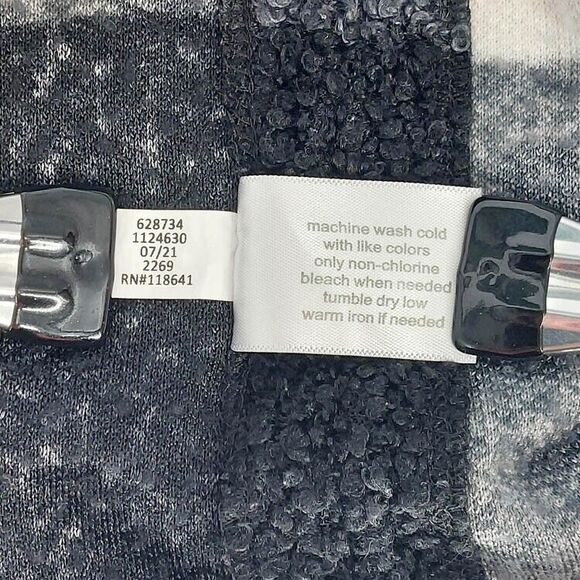 628734
1124630
07/21
2269
RN#118641
machine wash cold
with like colors
only non-chlorine
bleach when needed
tumble dry low
warm iron if needed